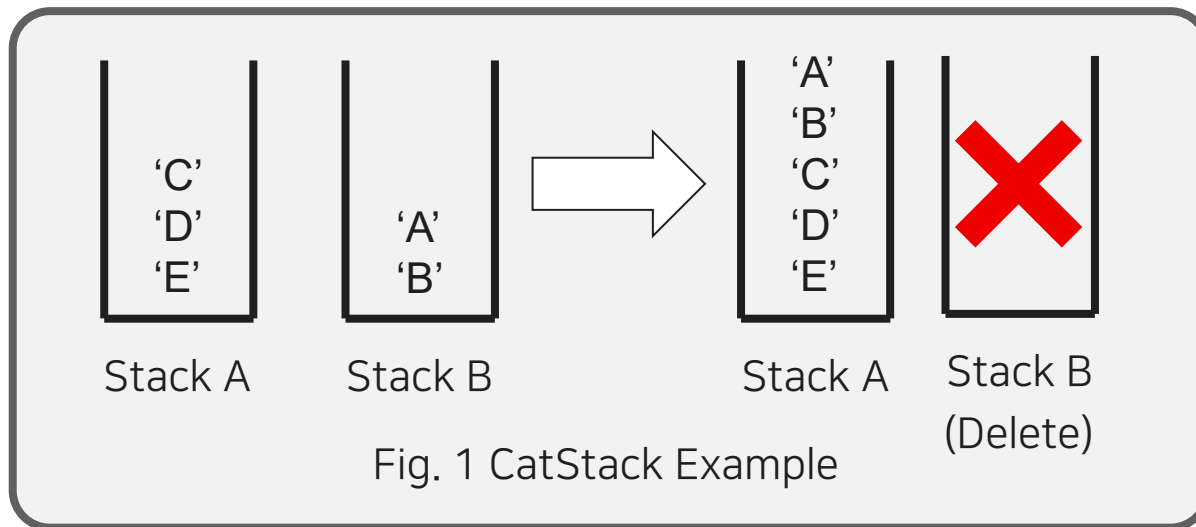 ‘A’
‘B’
‘C’ ‘C’
‘D’ ‘A’ ‘D’
‘E’ ‘B’ ‘E’
Stack A Stack B Stack A Stack B
(Delete)
Fig. 1 CatStack Example